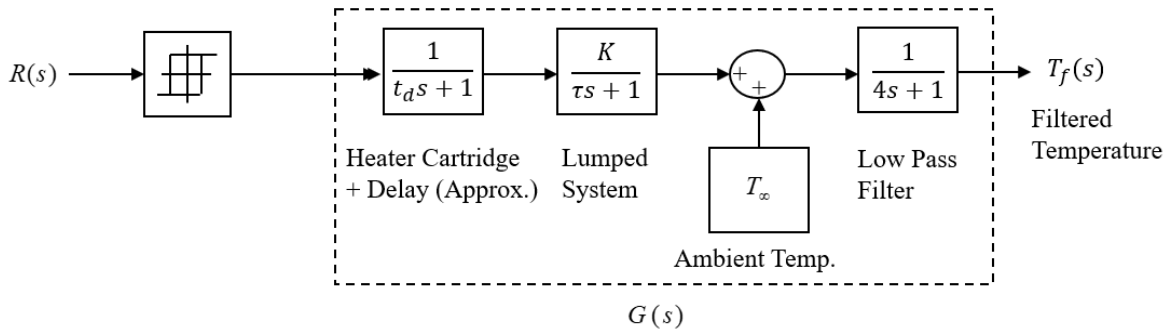 R(s)
1
t_d s + 1
K
τs + 1
+
+
1
4s + 1
T_f(s)
Heater Cartridge
+ Delay (Approx.)
Lumped
System
T_∞
Low Pass
Filter
Filtered
Temperature
Ambient Temp.
G(s)